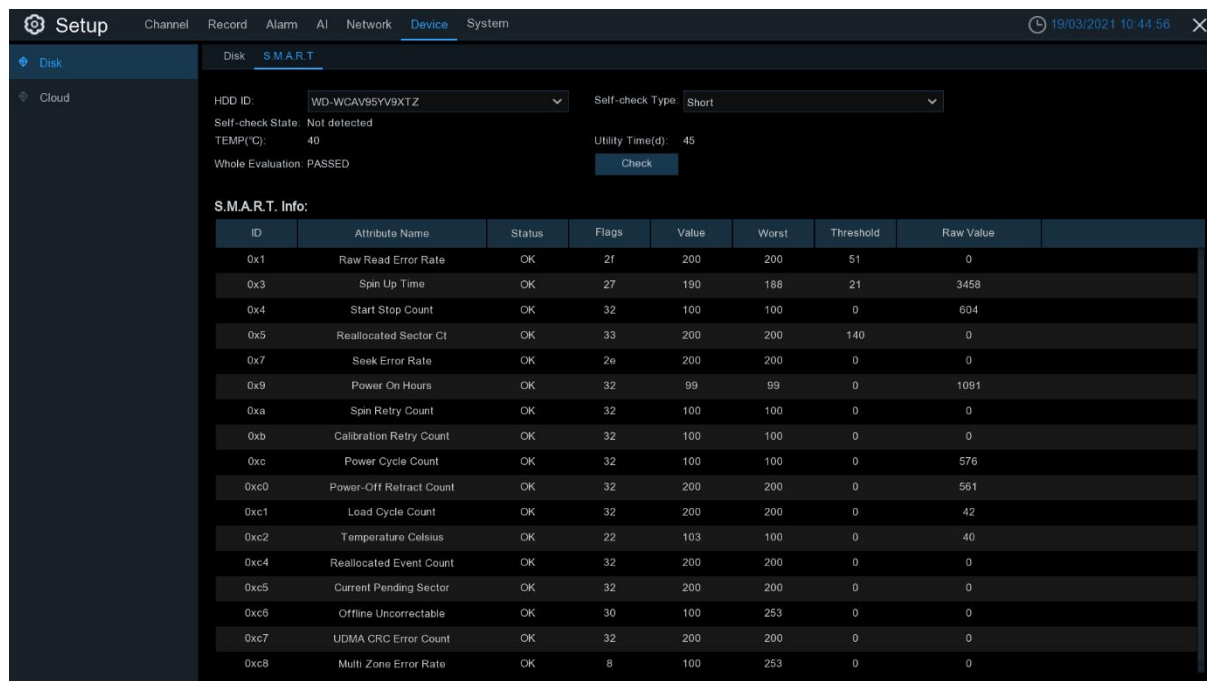 Setup Channel Record Alarm AI Network Device System 19/03/2021 10:44:56
Disk
Cloud
Disk S.M.A.R.T
HDD ID: WD-WCAV95YV9XTZ Self-check Type: Short
Self-check State: Not detected
TEMP(°C): 40 Utility Time(d): 45
Whole Evaluation: PASSED Check
S.M.A.R.T. Info:
ID Attribute Name Status Flags Value Worst Threshold Raw Value
0x1 Raw Read Error Rate OK 2f 200 200 51 0
0x3 Spin Up Time OK 27 190 188 21 3458
0x4 Start Stop Count OK 32 100 100 0 604
0x5 Reallocated Sector Ct OK 33 200 200 140 0
0x7 Seek Error Rate OK 2e 200 200 0 0
0x9 Power On Hours OK 32 99 99 0 1091
0xa Spin Retry Count OK 32 100 100 0 0
0xb Calibration Retry Count OK 32 100 100 0 0
0xc Power Cycle Count OK 32 100 100 0 576
0xc0 Power-Off Retract Count OK 32 200 200 0 561
0xc1 Load Cycle Count OK 32 200 200 0 42
0xc2 Temperature Celsius OK 22 103 100 0 40
0xc4 Reallocated Event Count OK 32 200 200 0 0
0xc5 Current Pending Sector OK 32 200 200 0 0
0xc6 Offline Uncorrectable OK 30 100 253 0 0
0xc7 UDMA CRC Error Count OK 32 200 200 0 0
0xc8 Multi Zone Error Rate OK 8 100 253 0 0